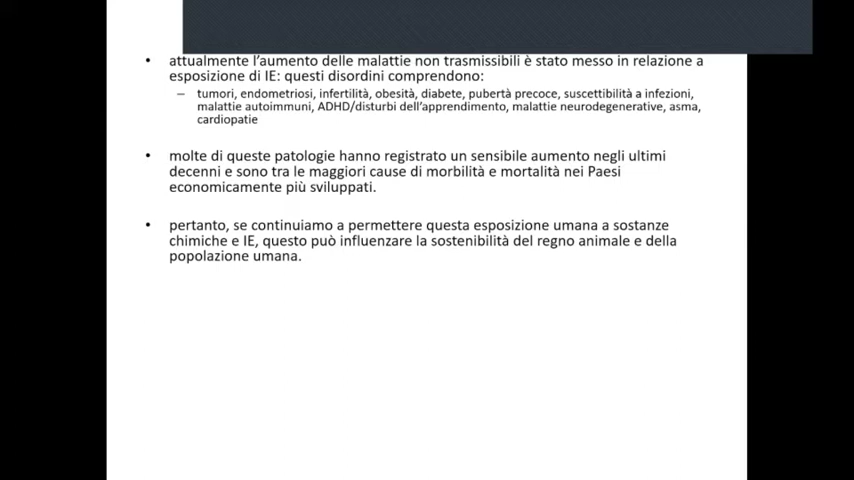 • attualmente l'aumento delle malattie non trasmissibili è stato messo in relazione a
esposizione di IE: questi disordini comprendono:
– tumori, endometriosi, infertilità, obesità, diabete, pubertà precoce, suscettibilità a infezioni,
malattie autoimmuni, ADHD/disturbi dell'apprendimento, malattie neurodegenerative, asma,
cardiopatie
• molte di queste patologie hanno registrato un sensibile aumento negli ultimi
decenni e sono tra le maggiori cause di morbilità e mortalità nei Paesi
economicamente più sviluppati.
• pertanto, se continuiamo a permettere questa esposizione umana a sostanze
chimiche e IE, questo può influenzare la sostenibilità del regno animale e della
popolazione umana.